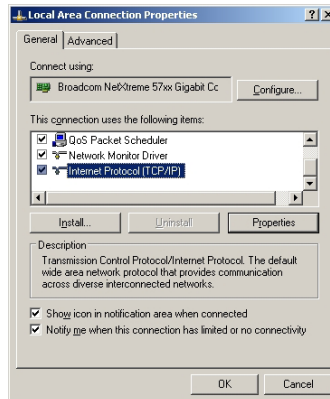 Local Area Connection Properties
General Advanced
Connect using:
Broadcom NetXtreme 57xx Gigabit Cc Configure...
This connection uses the following items:
QoS Packet Scheduler
Network Monitor Driver
Internet Protocol (TCP/IP)
Install... Uninstall Properties
Description
Transmission Control Protocol/Internet Protocol. The default
wide area network protocol that provides communication
across diverse interconnected networks.
Show icon in notification area when connected
Notify me when this connection has limited or no connectivity
OK Cancel